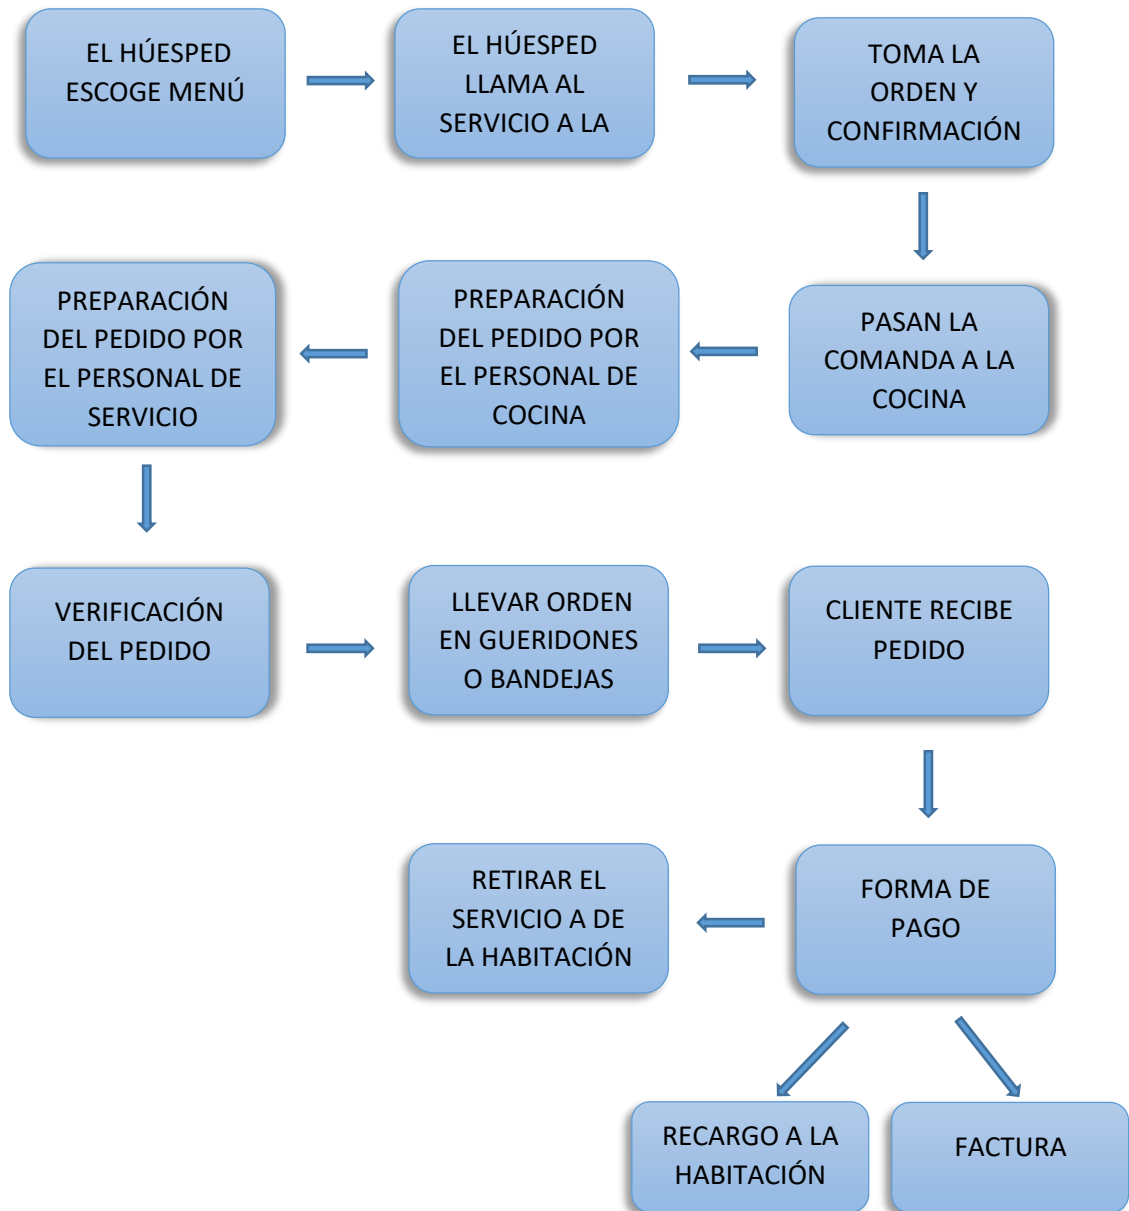 EL HÚESPED
ESCOGE MENÚ
EL HÚESPED
LLAMA AL
SERVICIO A LA
TOMA LA
ORDEN Y
CONFIRMACIÓN
PASAN LA
COMANDA A LA
COCINA
PREPARACIÓN
DEL PEDIDO POR
EL PERSONAL DE
COCINA
PREPARACIÓN
DEL PEDIDO POR
EL PERSONAL DE
SERVICIO
VERIFICACIÓN
DEL PEDIDO
LLEVAR ORDEN
EN GUERIDONES
O BANDEJAS
CLIENTE RECIBE
PEDIDO
FORMA DE
PAGO
RETIRAR EL
SERVICIO A DE
LA HABITACIÓN
RECARGO A LA
HABITACIÓN
FACTURA